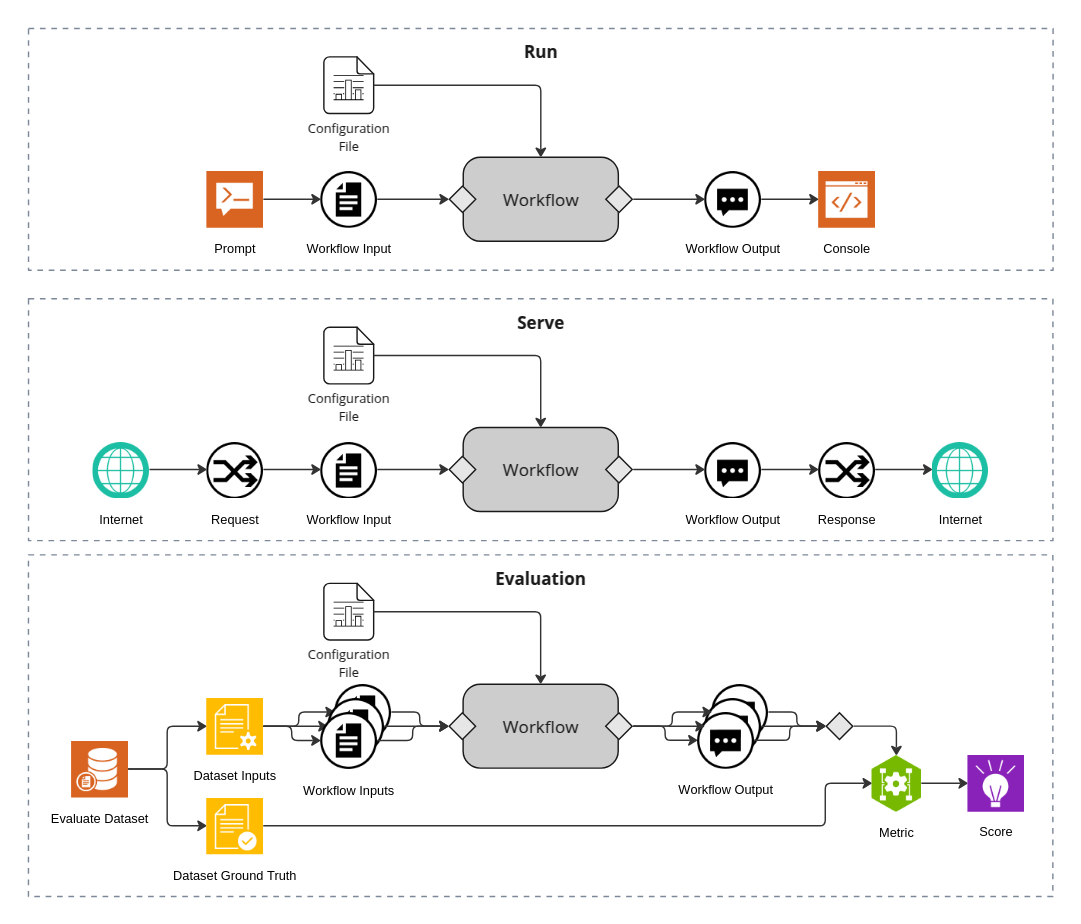 Run
Configuration
File
Workflow
Prompt
Workflow Input
Workflow Output
Console
Serve
Configuration
File
Workflow
Internet
Request
Workflow Input
Workflow Output
Response
Internet
Evaluation
Configuration
File
Workflow
Dataset Inputs
Workflow Inputs
Workflow Output
Evaluate Dataset
Metric
Score
Dataset Ground Truth